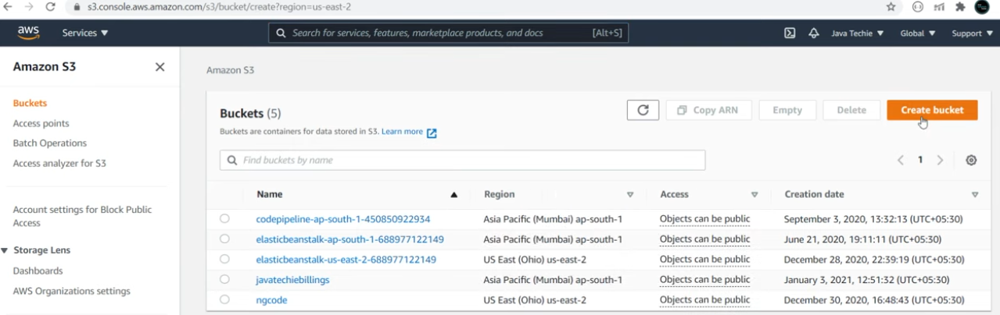 s3.console.aws.amazon.com/s3/bucket/create?region=us-east-2
aws Services Search for services, features, marketplace products, and docs [Alt+S] Java Techie Global Support
Amazon S3
Buckets
Access points
Batch Operations
Access analyzer for S3
Account settings for Block Public
Access
Storage Lens
Dashboards
AWS Organizations settings
Amazon S3
Buckets (5) Copy ARN Empty Delete Create bucket
Buckets are containers for data stored in S3. Learn more
Find buckets by name 1
Name Region Access Creation date
codepipeline-ap-south-1-450850922934 Asia Pacific (Mumbai) ap-south-1 Objects can be public September 3, 2020, 13:32:13 (UTC+05:30)
elasticbeanstalk-ap-south-1-688977122149 Asia Pacific (Mumbai) ap-south-1 Objects can be public June 21, 2020, 19:11:11 (UTC+05:30)
elasticbeanstalk-us-east-2-688977122149 US East (Ohio) us-east-2 Objects can be public December 28, 2020, 22:39:19 (UTC+05:30)
javatechiebillings Asia Pacific (Mumbai) ap-south-1 Objects can be public January 3, 2021, 12:51:32 (UTC+05:30)
ngcode US East (Ohio) us-east-2 Objects can be public December 30, 2020, 16:48:43 (UTC+05:30)